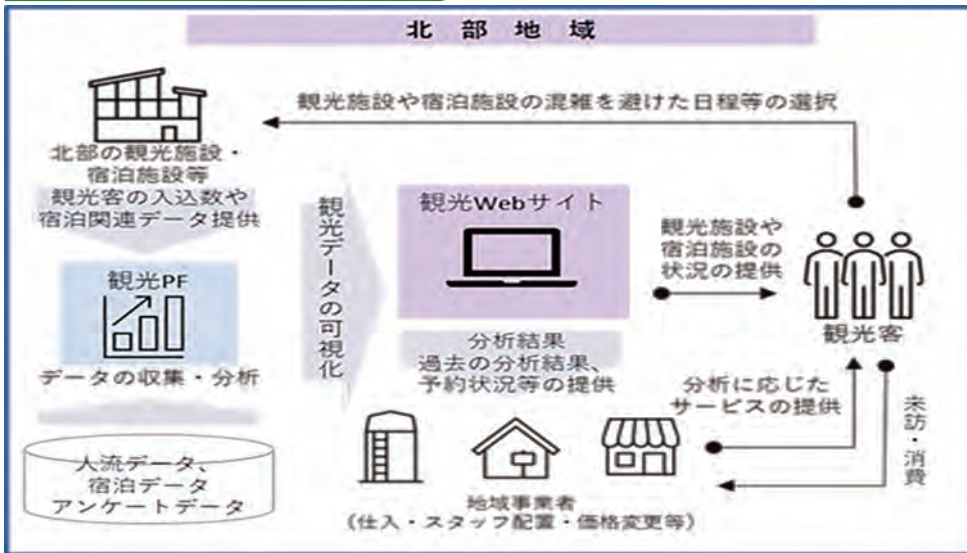 北部地域
観光施設や宿泊施設の混雑を避けた日程等の選択
北部の観光施設・
宿泊施設等
観光客の入込数や
宿泊関連データ提供
観光PF
データの収集・分析
人流データ、
宿泊データ
アンケートデータ
観光データの可視化
観光Webサイト
分析結果
過去の分析結果、
予約状況等の提供
観光施設や
宿泊施設の
状況の提供
観光客
分析に応じた
サービスの提供
来訪・消費
地域事業者
(仕入・スタッフ配置・価格変更等)